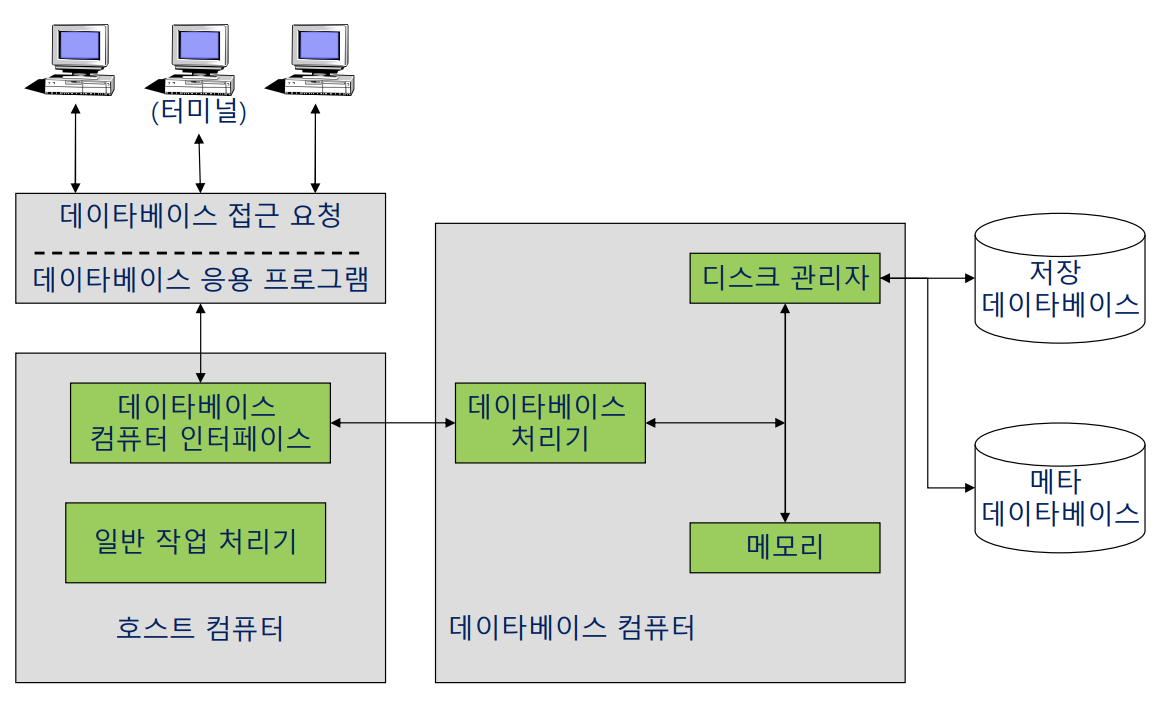 (터미널)
데이타베이스 접근 요청
데이타베이스 응용 프로그램
데이타베이스
컴퓨터 인터페이스
일반 작업 처리기
호스트 컴퓨터
데이타베이스
처리기
디스크 관리자
메모리
데이타베이스 컴퓨터
저장
데이타베이스
메타
데이타베이스